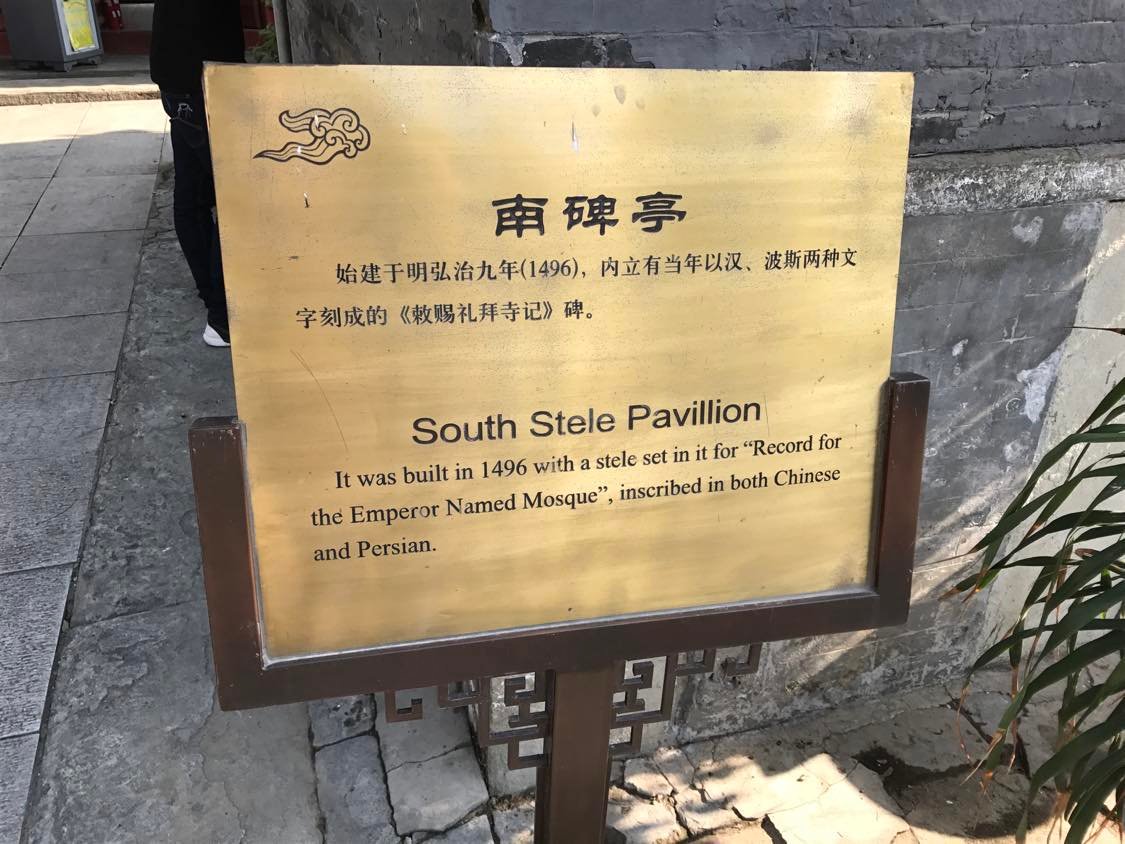 南碑亭
始建于明弘治九年(1496)，内立有当年以汉、波斯两种文
字刻成的《敕赐礼拜寺记》碑。
South Stele Pavillion
It was built in 1496 with a stele set in it for “Record for
the Emperor Named Mosque”, inscribed in both Chinese
and Persian.